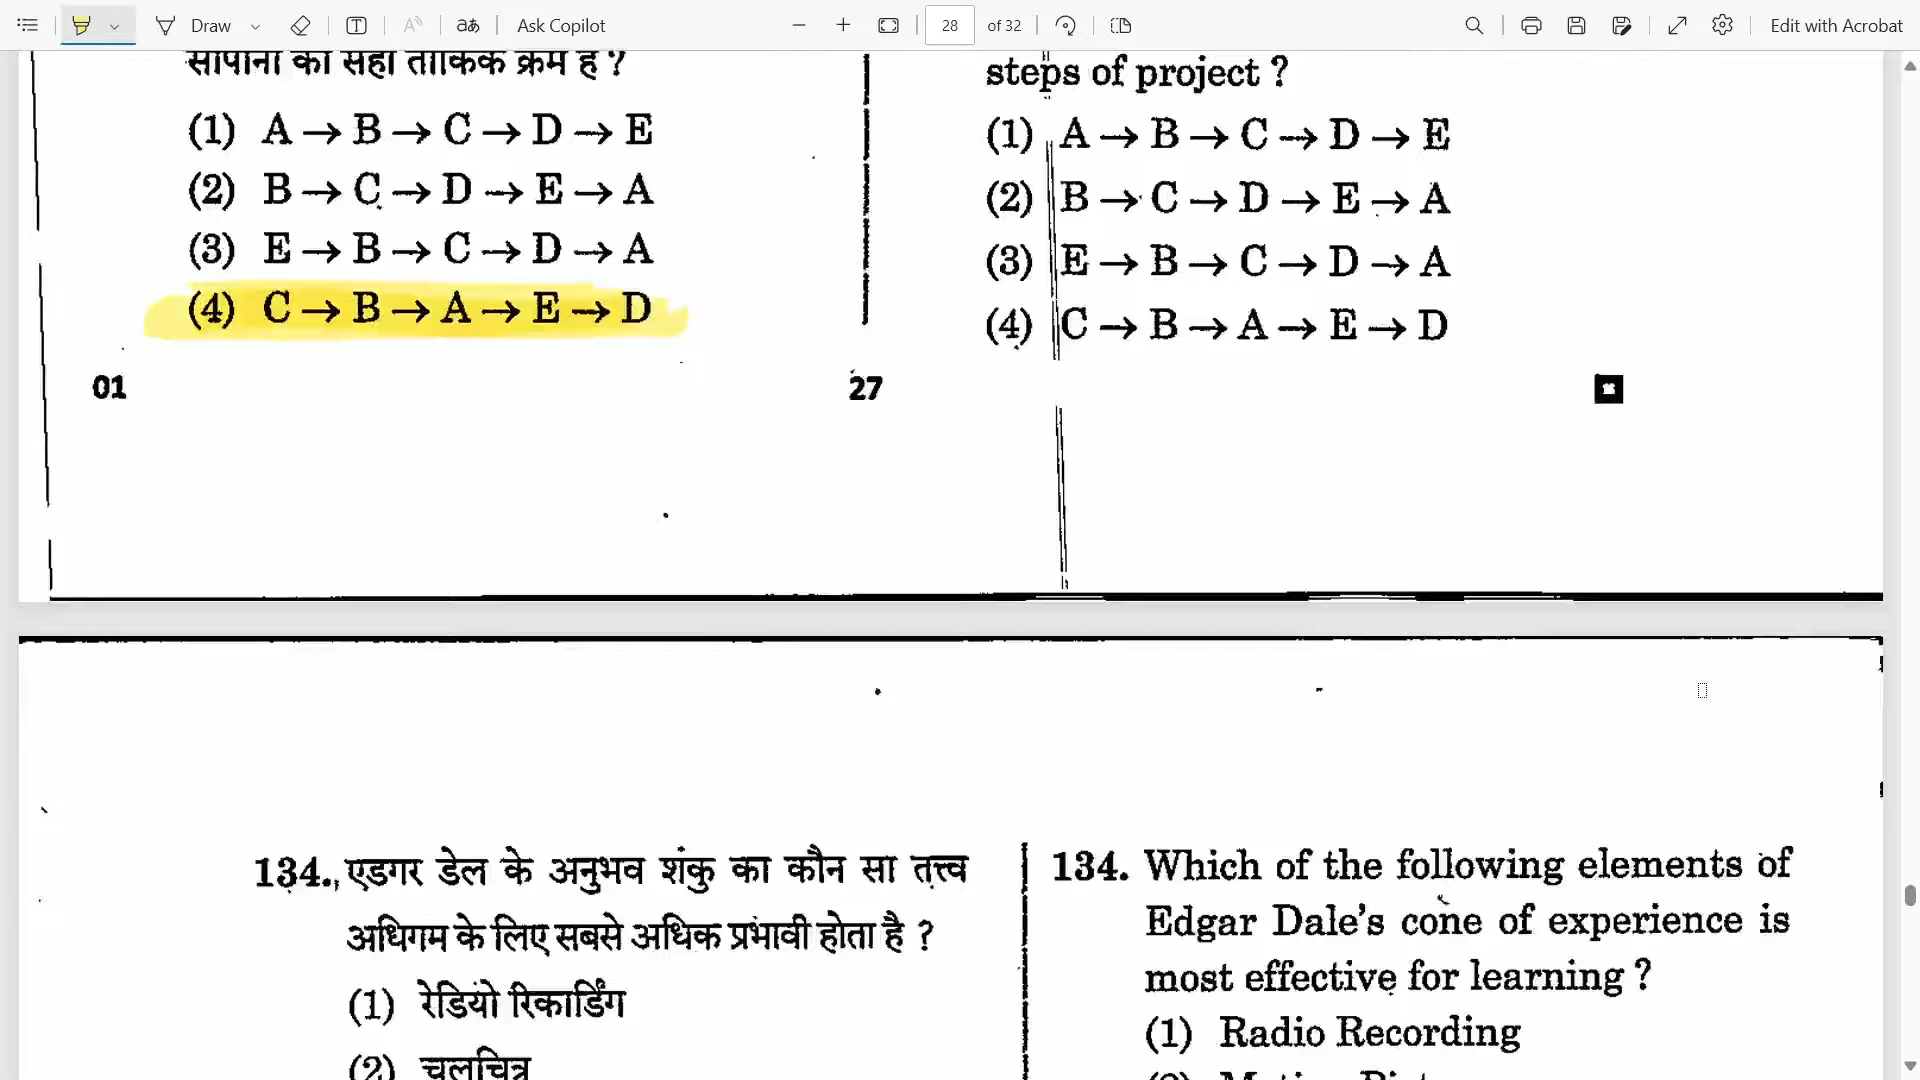 Draw
Ask Copilot
28 of 32
Edit with Acrobat
सोपानों का सही तार्किक क्रम है ?
(1) A → B → C → D → E
(2) B → C → D → E → A
(3) E → B → C → D → A
(4) C → B → A → E → D
steps of project ?
(1) A → B → C → D → E
(2) B → C → D → E → A
(3) E → B → C → D → A
(4) C → B → A → E → D
01
27
134. एडगर डेल के अनुभव शंकु का कौन सा तत्त्व
अधिगम के लिए सबसे अधिक प्रभावी होता है ?
(1) रेडियो रिकार्डिंग
(2) चलचित्र
134. Which of the following elements of
Edgar Dale's cone of experience is
most effective for learning ?
(1) Radio Recording